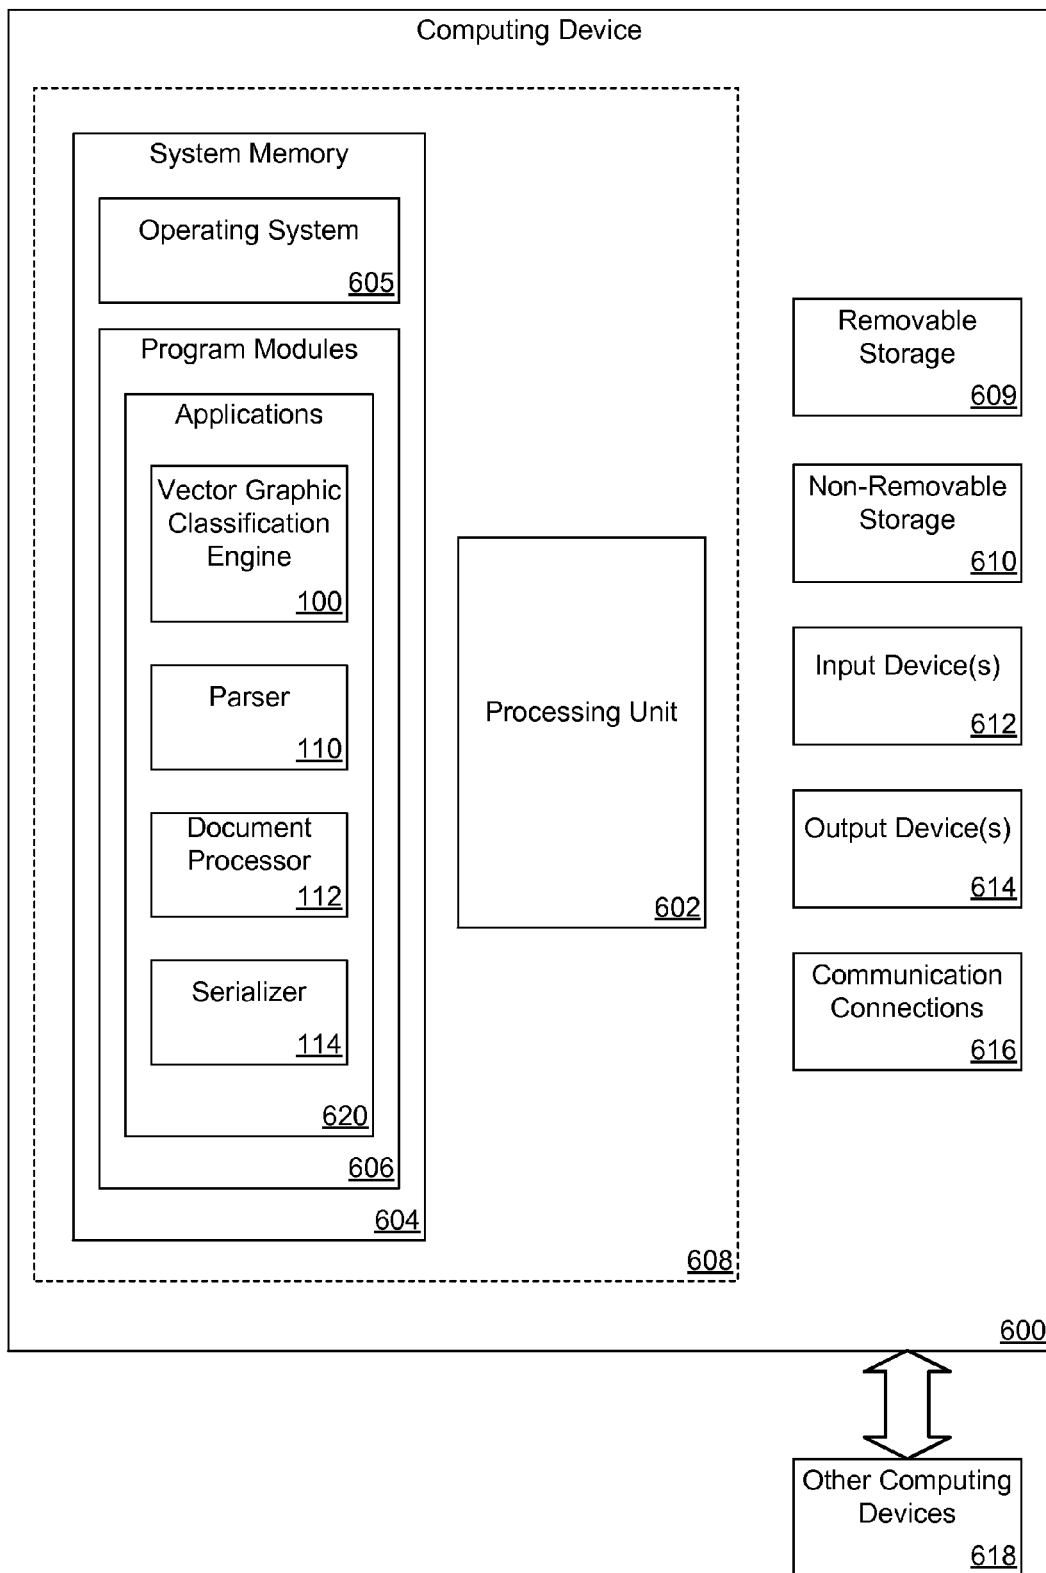 Computing Device
System Memory
Operating System
605
Program Modules
Applications
Vector Graphic
Classification
Engine
100
Parser
110
Document
Processor
112
Serializer
114
620
606
604
Processing Unit
602
608
Removable
Storage
609
Non-Removable
Storage
610
Input Device(s)
612
Output Device(s)
614
Communication
Connections
616
600
Other Computing
Devices
618